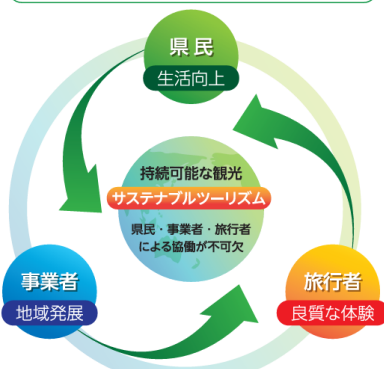 県民
生活向上
持続可能な観光
サステナブルツーリズム
県民・事業者・旅行者
による協働が不可欠
事業者
地域発展
旅行者
良質な体験